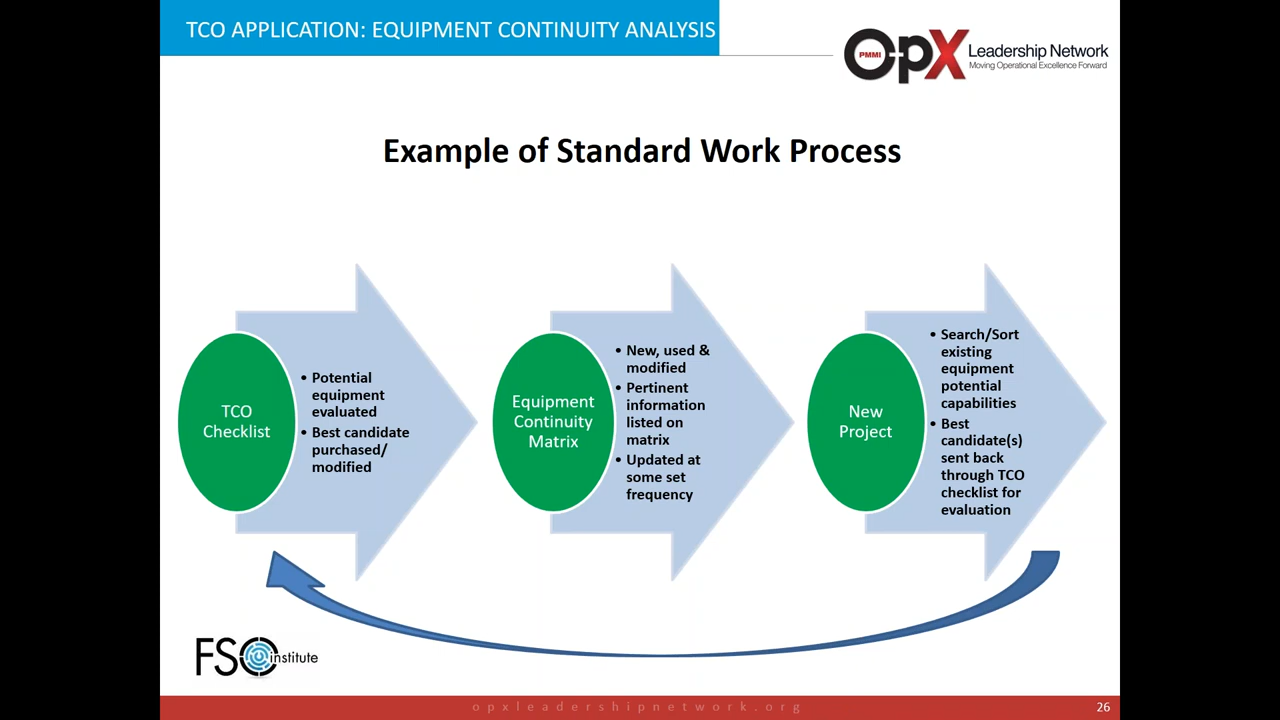 TCO APPLICATION: EQUIPMENT CONTINUITY ANALYSIS
OpX
PMMI
Leadership Network
Moving Operational Excellence Forward
Example of Standard Work Process
TCO
Checklist
• Potential
equipment
evaluated
• Best candidate
purchased/
modified
Equipment
Continuity
Matrix
• New, used &
modified
• Pertinent
information
listed on
matrix
• Updated at
some set
frequency
New
Project
• Search/Sort
existing
equipment
potential
capabilities
• Best
candidate(s)
sent back
through TCO
checklist for
evaluation
FSO
institute
opxleadershipnetwork.org
26